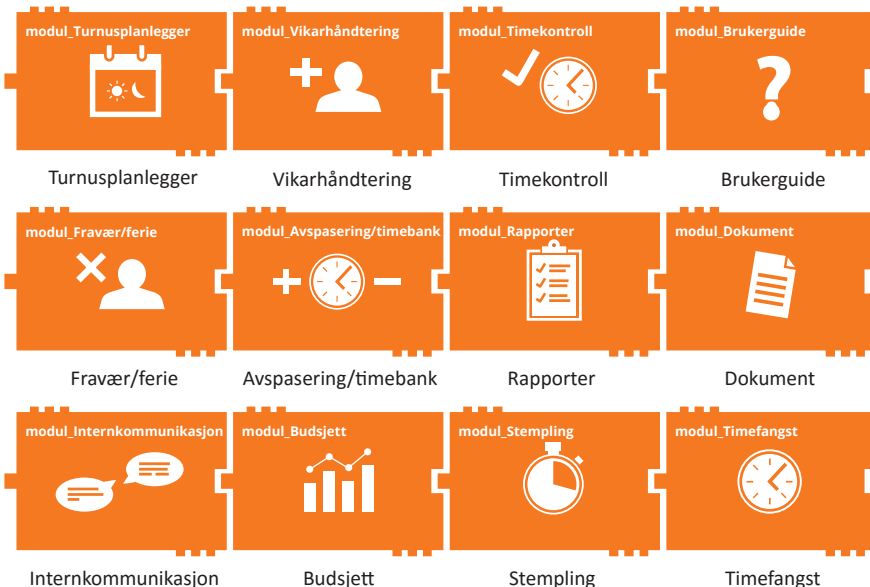 modul_Turnusplanlegger
modul_Vikarhåndtering
modul_Timekontroll
modul_Brukerguide
Turnusplanlegger
Vikarhåndtering
Timekontroll
Brukerguide
modul_Fravær/ferie
modul_Avspasering/timebank
modul_Rapporter
modul_Dokument
Fravær/ferie
Avspasering/timebank
Rapporter
Dokument
modul_Internkommunikasjon
modul_Budsjett
modul_Stempling
modul_Timefangst
Internkommunikasjon
Budsjett
Stempling
Timefangst